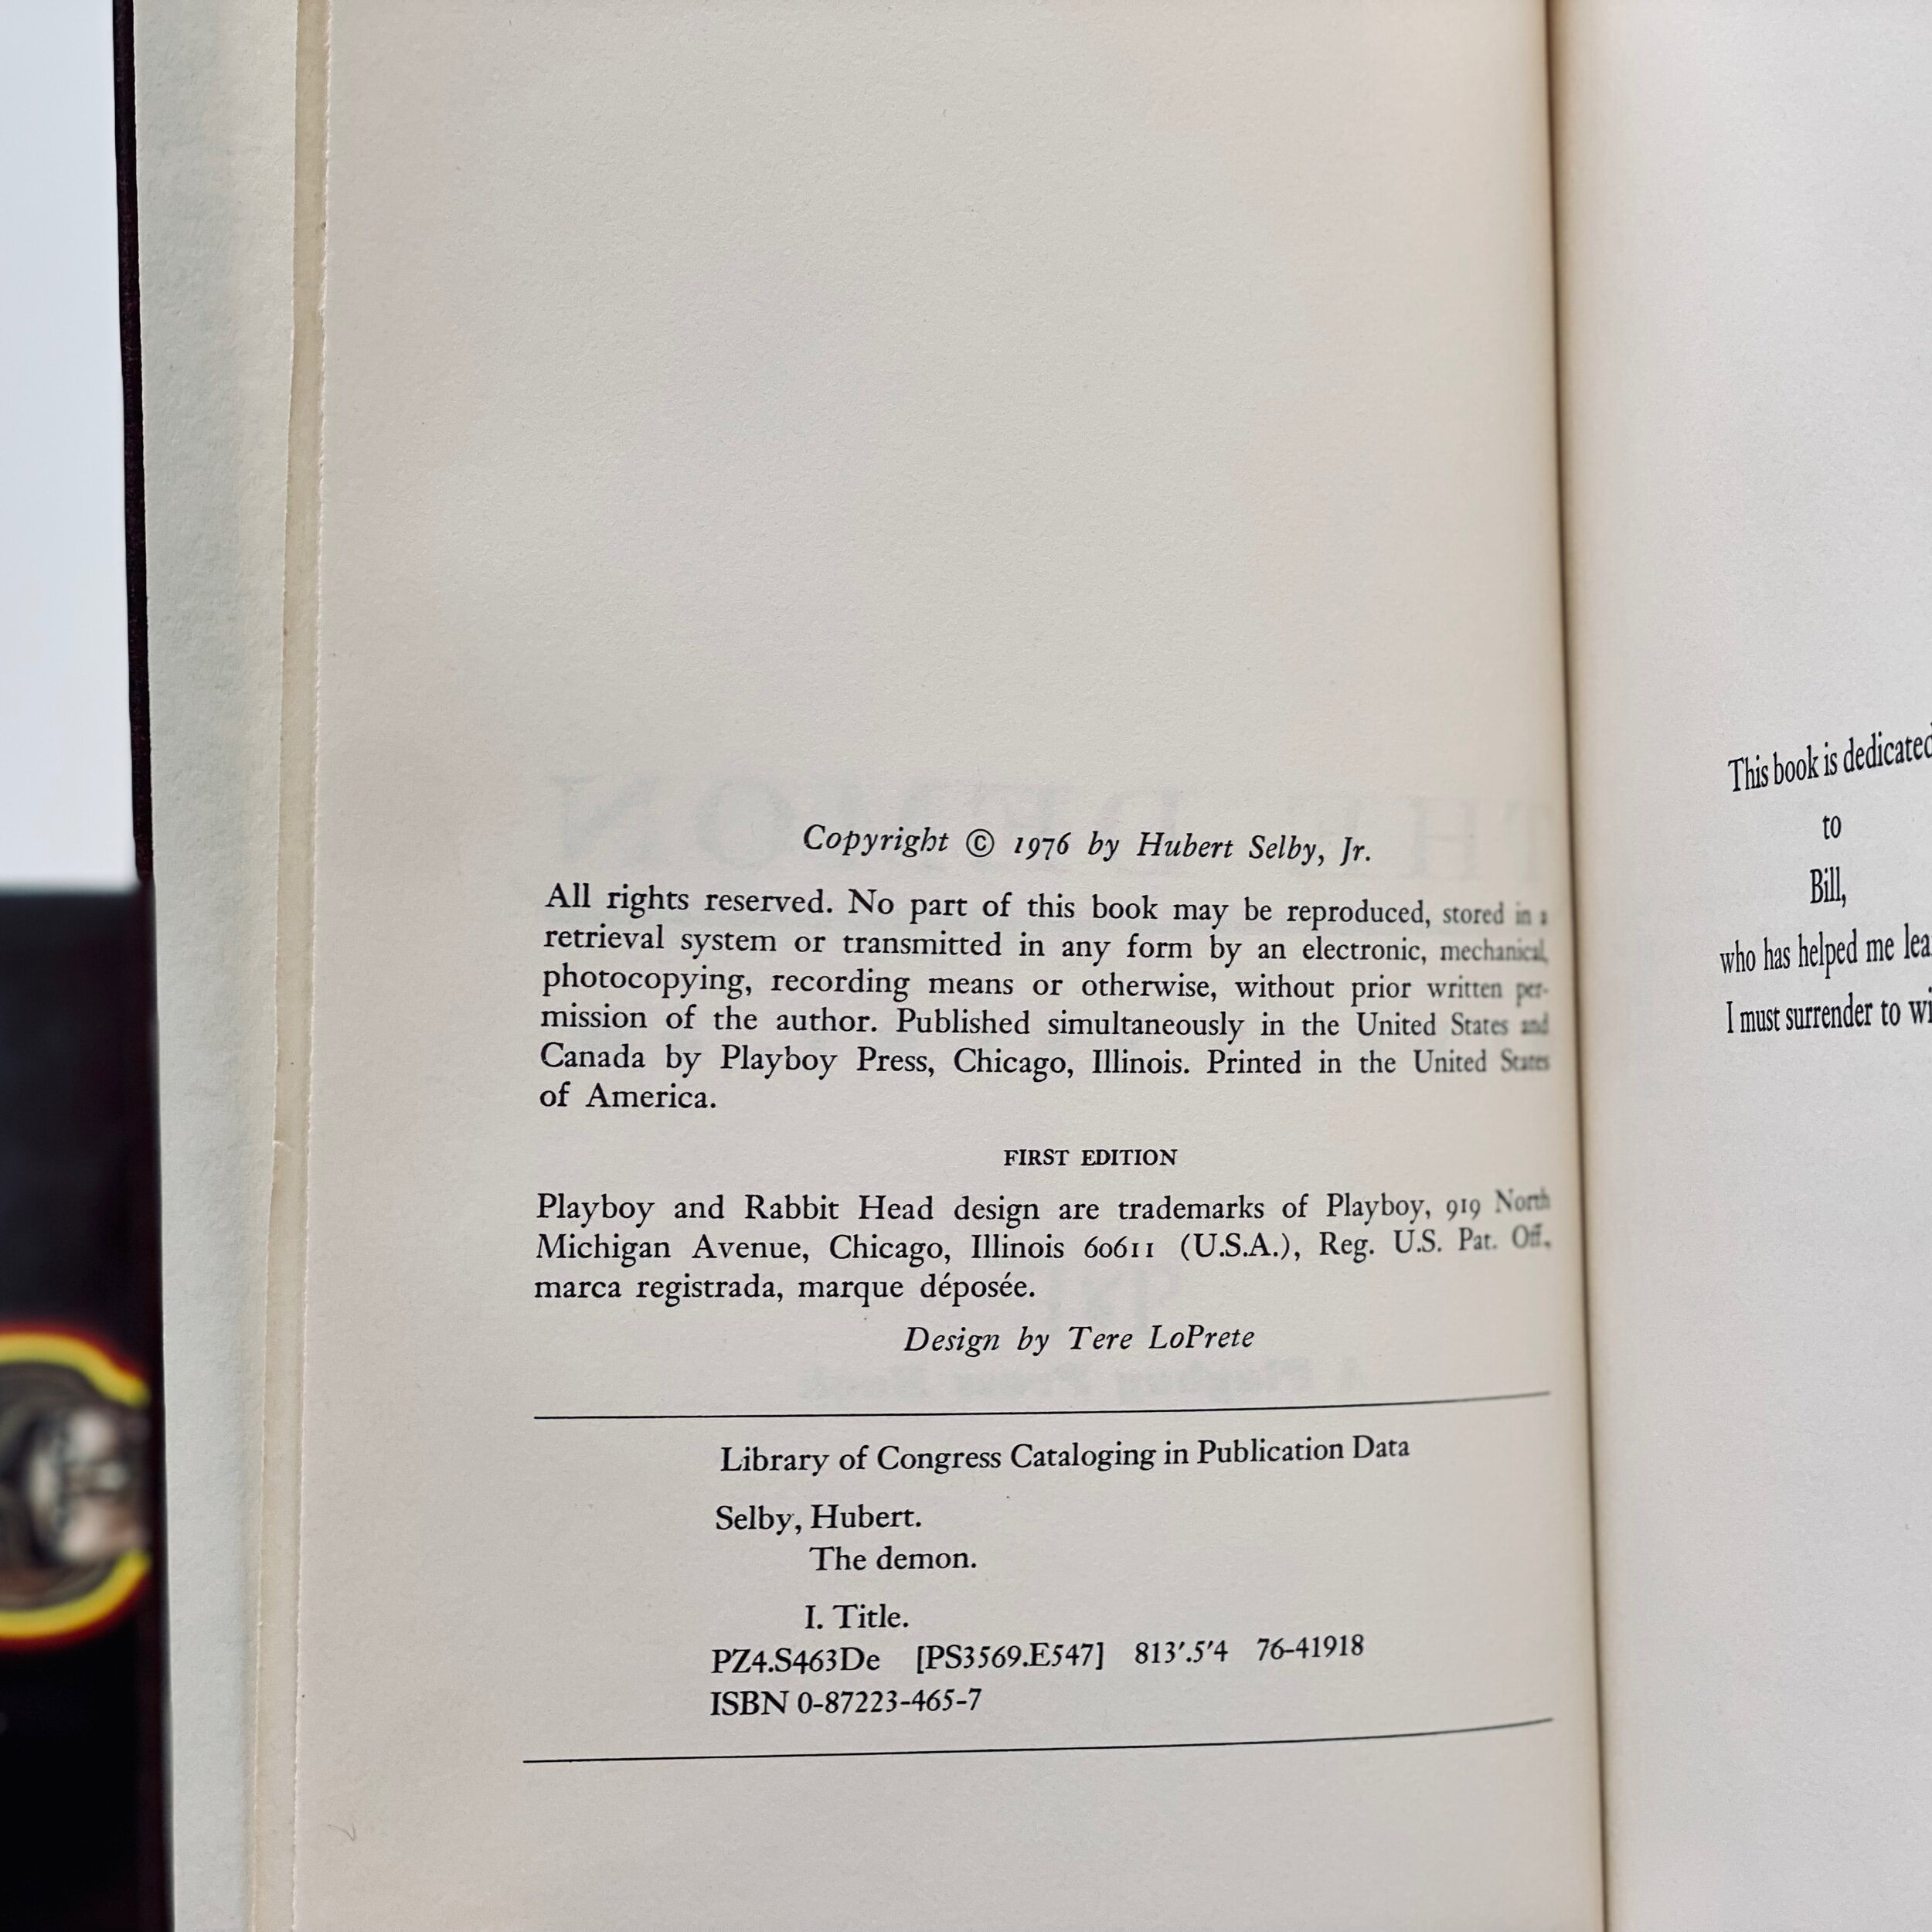 Copyright © 1976 by Hubert Selby, Jr.
All rights reserved. No part of this book may be reproduced, stored in a
retrieval system or transmitted in any form by an electronic, mechanical,
photocopying, recording means or otherwise, without prior written per-
mission of the author. Published simultaneously in the United States and
Canada by Playboy Press, Chicago, Illinois. Printed in the United States
of America.
FIRST EDITION
Playboy and Rabbit Head design are trademarks of Playboy, 919 North
Michigan Avenue, Chicago, Illinois 60611 (U.S.A.), Reg. U.S. Pat. Off.,
marca registrada, marque déposée.
Design by Tere LoPrete
Library of Congress Cataloging in Publication Data
Selby, Hubert.
The demon.
I. Title.
PZ4.S463De [PS3569.E547] 813'.5'4 76-41918
ISBN 0-87223-465-7
This book is dedicated
to
Bill,
who has helped me
I must surrender to